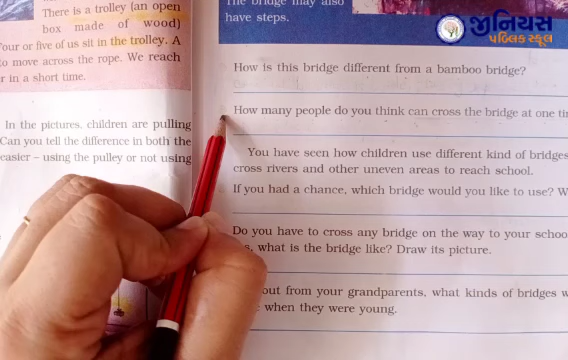 There is a trolley (an open
box made of wood)
our or five of us sit in the trolley. A
to move across the rope. We reach
r in a short time.
In the pictures, children are pulling
Can you tell the difference in both the
easier – using the pulley or not using
The bridge may also
have steps.
જીનિયસ
પબ્લિક સ્કૂલ
How is this bridge different from a bamboo bridge?
How many people do you think can cross the bridge at one
You have seen how children use different kind of bridges
cross rivers and other uneven areas to reach school.
If you had a chance, which bridge would you like to use?
Do you have to cross any bridge on the way to your schoo
what is the bridge like? Draw its picture.
out from your grandparents, what kinds of bridges
when they were young.